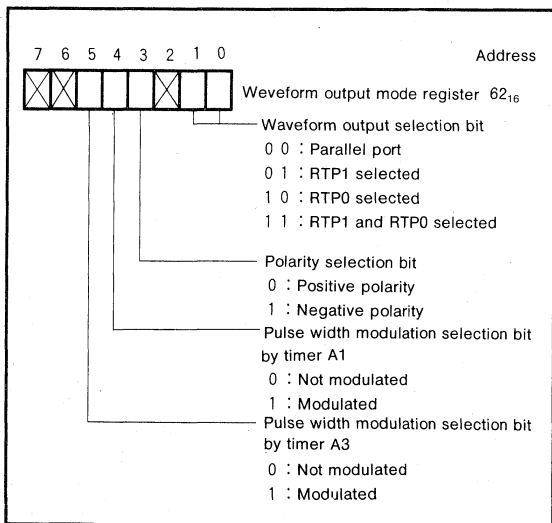 7 6 5 4 3 2 1 0 Address
Weveform output mode register 62₁₆
Waveform output selection bit
0 0 : Parallel port
0 1 : RTP1 selected
1 0 : RTP0 selected
1 1 : RTP1 and RTP0 selected
Polarity selection bit
0 : Positive polarity
1 : Negative polarity
Pulse width modulation selection bit
by timer A1
0 : Not modulated
1 : Modulated
Pulse width modulation selection bit
by timer A3
0 : Not modulated
1 : Modulated